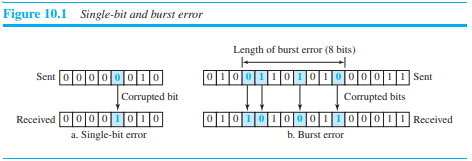 Figure 10.1 Single-bit and burst error
Length of burst error (8 bits)
Sent 0 0 0 0 0 0 1 0
0 1 0 0 1 1 0 1 0 1 0 0 0 0 1 1 Sent
Corrupted bit
Corrupted bits
Received 0 0 0 0 1 0 1 0
0 1 0 1 0 1 0 0 0 1 1 0 0 0 1 1 Received
a. Single-bit error
b. Burst error